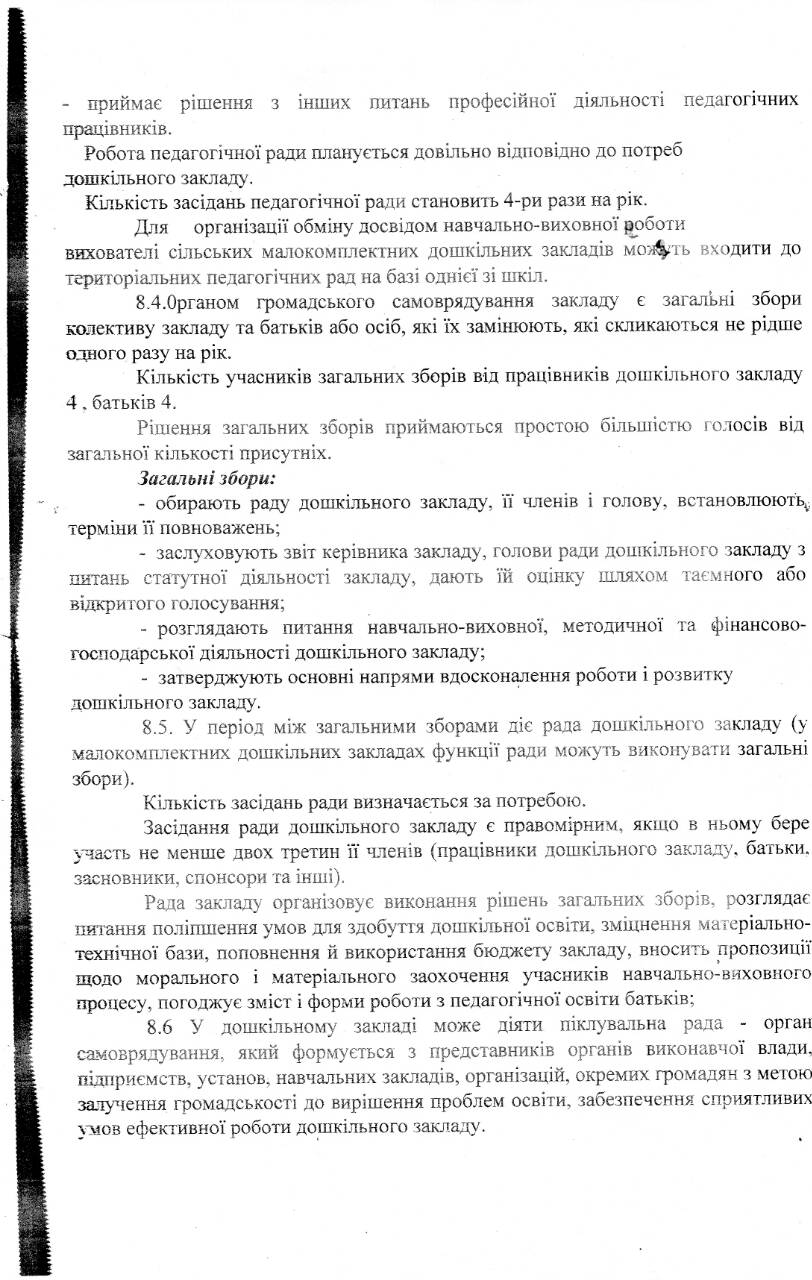 - приймає рішення з інших питань професійної діяльності педагогічних
працівників.
Робота педагогічної ради планується довільно відповідно до потреб
дошкільного закладу.
Кількість засідань педагогічної ради становить 4-ри рази на рік.
Для організації обміну досвідом навчально-виховної роботи
вихователі сільських малокомплектних дошкільних закладів можуть входити до
територіальних педагогічних рад на базі однієї зі шкіл.
8.4.Органом громадського самоврядування закладу є загальні збори
колективу закладу та батьків або осіб, які їх замінюють, які скликаються не рідше
одного разу на рік.
Кількість учасників загальних зборів від працівників дошкільного закладу
4 , батьків 4.
Рішення загальних зборів приймаються простою більшістю голосів від
загальної кількості присутніх.
Загальні збори:
- обирають раду дошкільного закладу, її членів і голову, встановлюють
терміни її повноважень;
- заслуховують звіт керівника закладу, голови ради дошкільного закладу з
питань статутної діяльності закладу, дають їй оцінку шляхом таємного або
відкритого голосування;
- розглядають питання навчально-виховної, методичної та фінансово-
господарської діяльності дошкільного закладу;
- затверджують основні напрями вдосконалення роботи і розвитку
дошкільного закладу.
8.5. У період між загальними зборами діє рада дошкільного закладу (у
малокомплектних дошкільних закладах функції ради можуть виконувати загальні
збори).
Кількість засідань ради визначається за потребою.
Засідання ради дошкільного закладу є правомірним, якщо в ньому бере
участь не менше двох третин її членів (працівники дошкільного закладу, батьки,
засновники, спонсори та інші).
Рада закладу організовує виконання рішень загальних зборів, розглядає
питання поліпшення умов для здобуття дошкільної освіти, зміцнення матеріально-
технічної бази, поповнення й використання бюджету закладу, вносить пропозиції
щодо морального і матеріального заохочення учасників навчально-виховного
процесу, погоджує зміст і форми роботи з педагогічної освіти батьків;
8.6 У дошкільному закладі може діяти піклувальна рада - орган
самоврядування, який формується з представників органів виконавчої влади,
підприємств, установ, навчальних закладів, організацій, окремих громадян з метою
залучення громадськості до вирішення проблем освіти, забезпечення сприятливих
умов ефективної роботи дошкільного закладу.